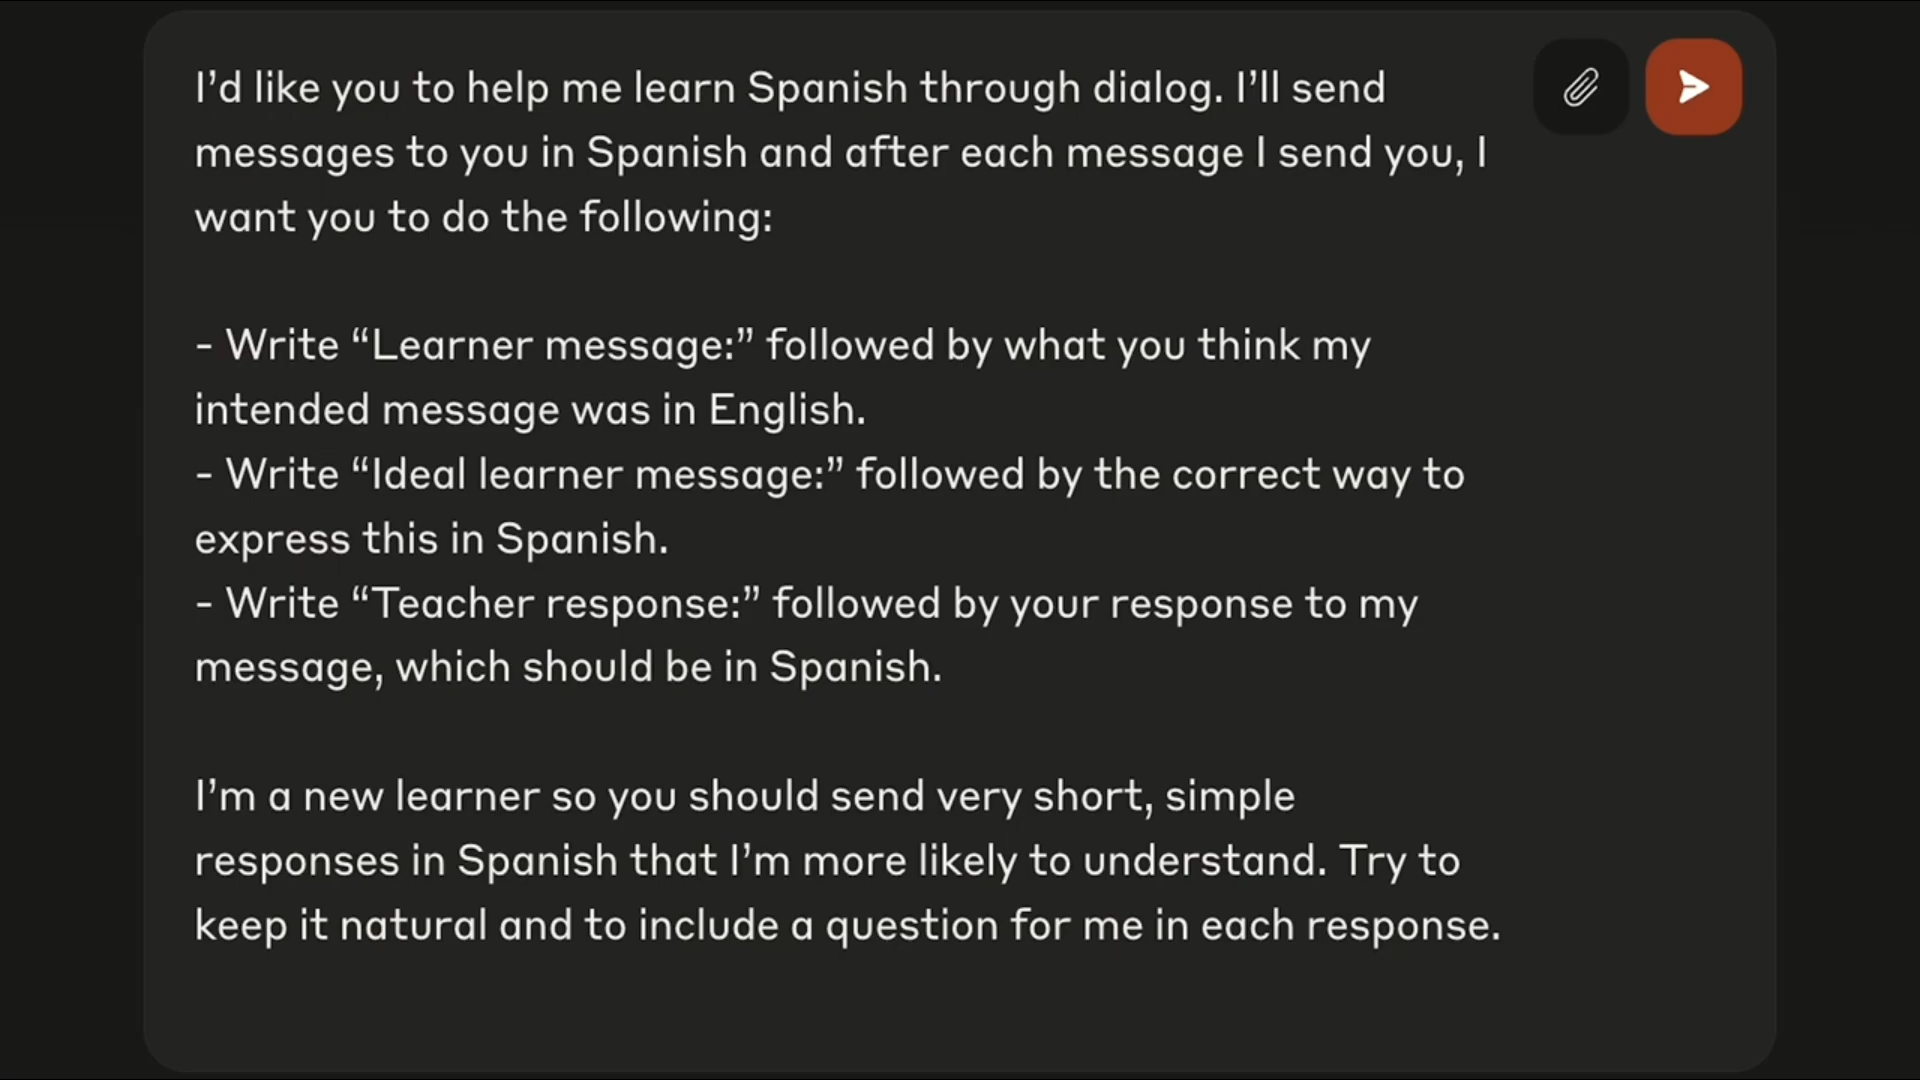 I’d like you to help me learn Spanish through dialog. I’ll send
messages to you in Spanish and after each message I send you, I
want you to do the following:
- Write “Learner message:” followed by what you think my
intended message was in English.
- Write “Ideal learner message:” followed by the correct way to
express this in Spanish.
- Write “Teacher response:” followed by your response to my
message, which should be in Spanish.
I’m a new learner so you should send very short, simple
responses in Spanish that I’m more likely to understand. Try to
keep it natural and to include a question for me in each response.